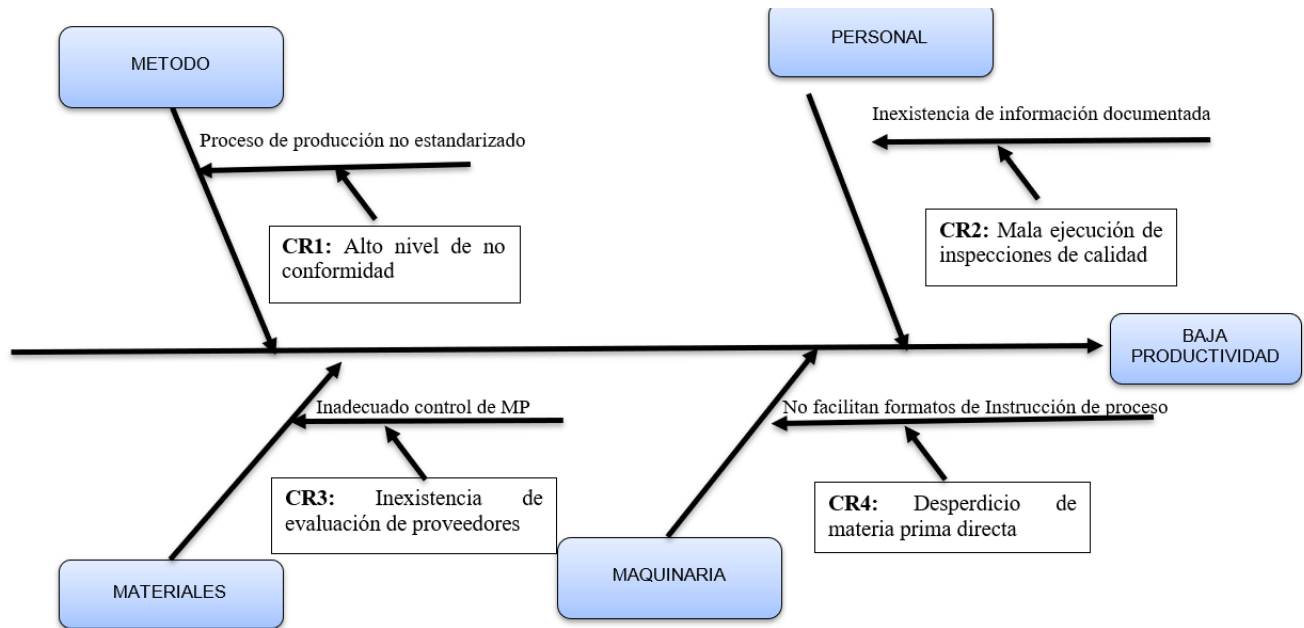 METODO
PERSONAL
Proceso de producción no estandarizado
Inexistencia de información documentada
CR1: Alto nivel de no
conformidad
CR2: Mala ejecución de
inspecciones de calidad
BAJA
PRODUCTIVIDAD
Inadecuado control de MP
No facilitan formatos de Instrucción de proceso
CR3: Inexistencia de
evaluación de proveedores
CR4: Desperdicio de
materia prima directa
MATERIALES
MAQUINARIA